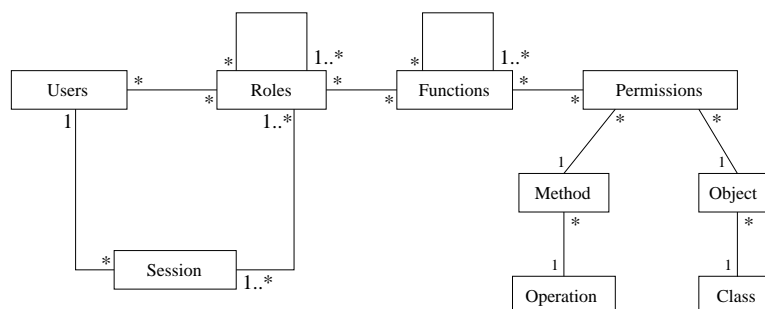 * 1..* * 1..*
Users * * Roles * * Functions * * Permissions
1 1..* * *
1 1
Method Object
* *
* Session 1..* 1 1
Operation Class